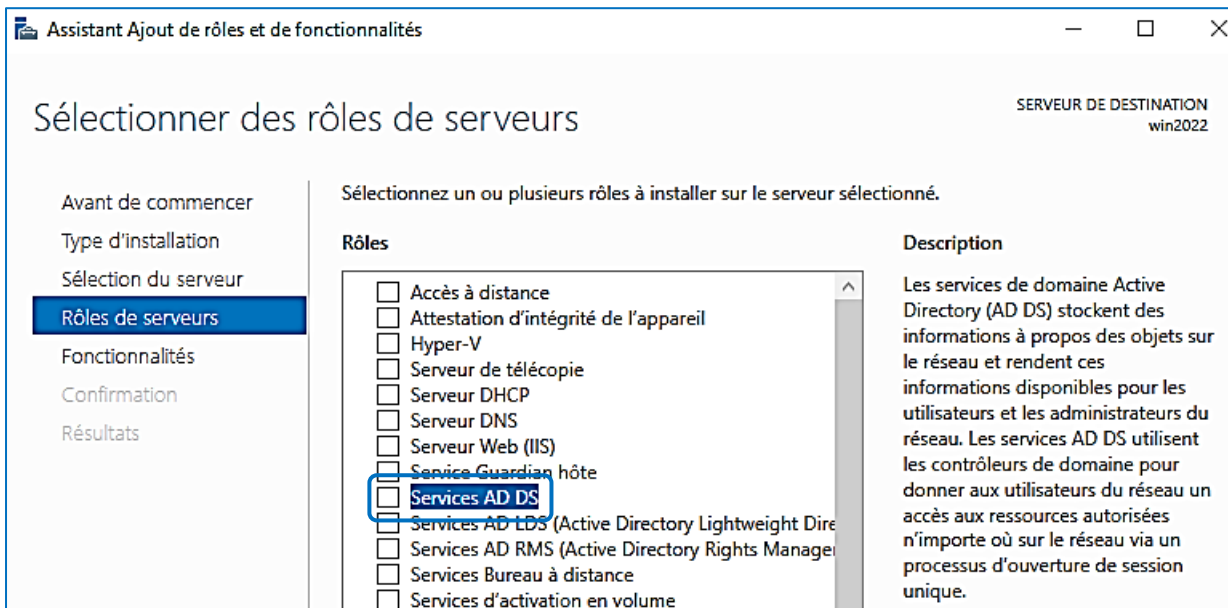 Assistant Ajout de rôles et de fonctionnalités
Sélectionner des rôles de serveurs
SERVEUR DE DESTINATION
win2022
Avant de commencer
Type d'installation
Sélection du serveur
Rôles de serveurs
Fonctionnalités
Confirmation
Résultats
Sélectionnez un ou plusieurs rôles à installer sur le serveur sélectionné.
Rôles
Accès à distance
Attestation d'intégrité de l'appareil
Hyper-V
Serveur de télécopie
Serveur DHCP
Serveur DNS
Serveur Web (IIS)
Service Guardian hôte
Services AD DS
Services AD LDS (Active Directory Lightweight Dire
Services AD RMS (Active Directory Rights Manager
Services Bureau à distance
Services d'activation en volume
Description
Les services de domaine Active
Directory (AD DS) stockent des
informations à propos des objets sur
le réseau et rendent ces
informations disponibles pour les
utilisateurs et les administrateurs du
réseau. Les services AD DS utilisent
les contrôleurs de domaine pour
donner aux utilisateurs du réseau un
accès aux ressources autorisées
n'importe où sur le réseau via un
processus d'ouverture de session
unique.